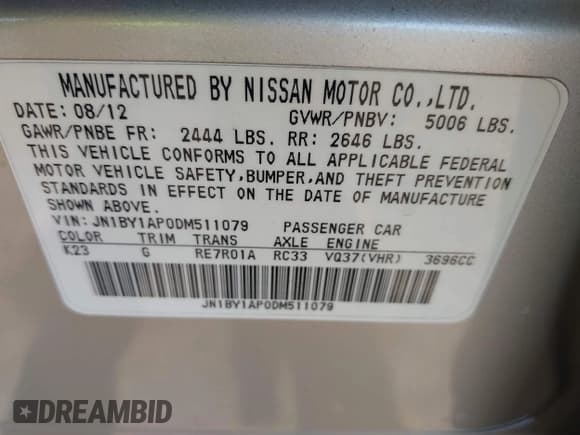 MANUFACTURED BY NISSAN MOTOR CO.,LTD.
DATE: 08/12 GVWR/PNBV: 5006 LBS.
GAWR/PNBE FR: 2444 LBS. RR: 2646 LBS.
THIS VEHICLE CONFORMS TO ALL APPLICABLE FEDERAL
MOTOR VEHICLE SAFETY,BUMPER,AND THEFT PREVENTION
STANDARDS IN EFFECT ON THE DATE OF MANUFACTURE
SHOWN ABOVE.
VIN: JN1BY1AP0DM511079 PASSENGER CAR
COLOR TRIM TRANS AXLE ENGINE
K23 G RE7R01A RC33 VQ37(VHR) 3696CC
JN1BY1AP0DM511079
DREAMBID